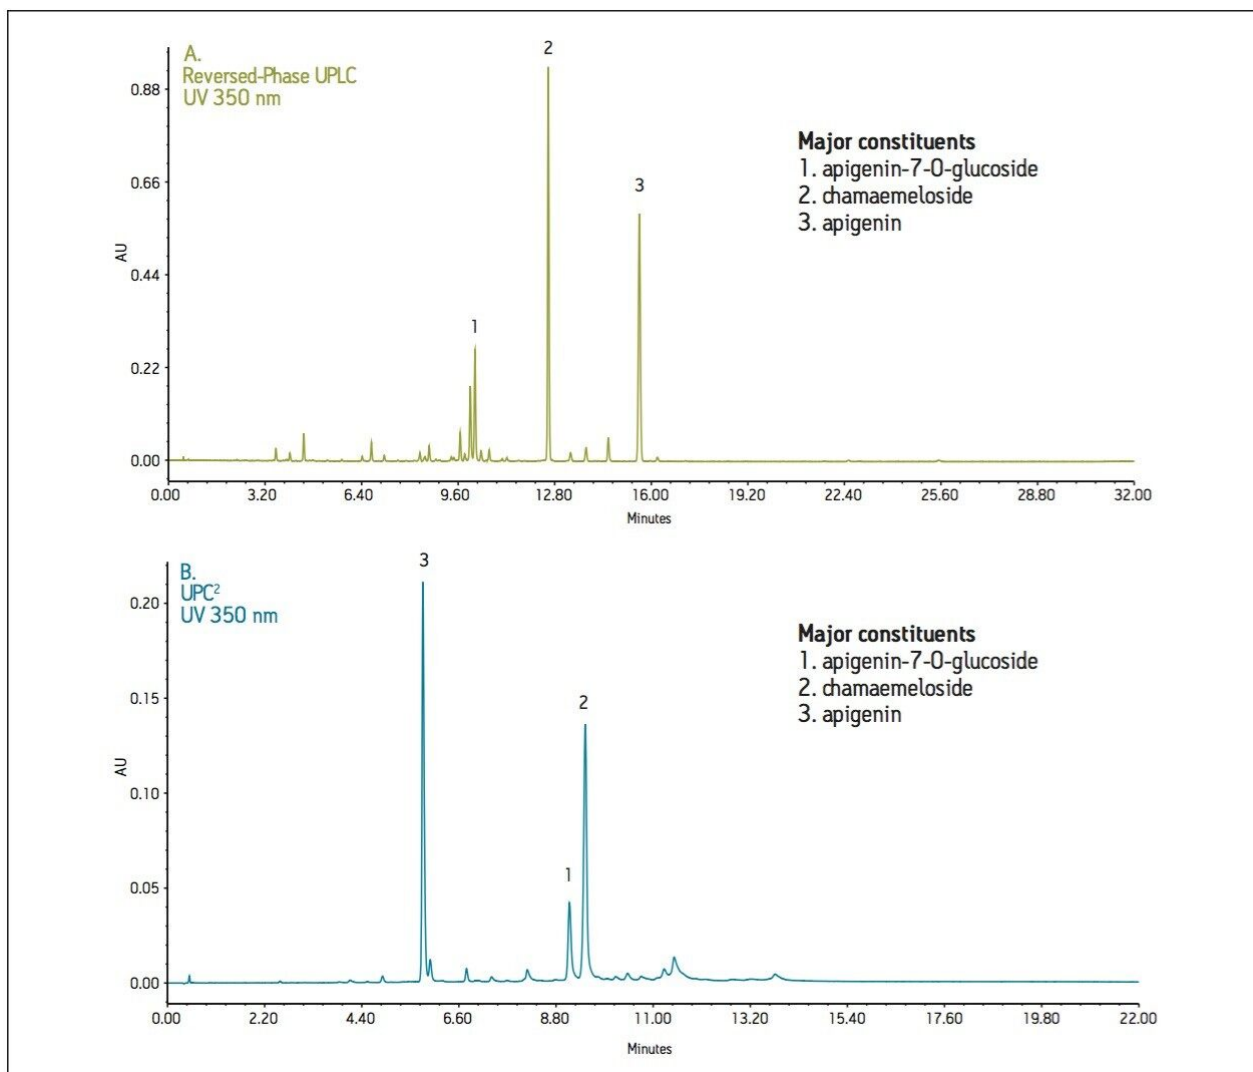 A.
Reversed-Phase UPLC
UV 350 nm
2
0.88
Major constituents
1. apigenin-7-O-glucoside
2. chamaemeloside
3. apigenin
3
0.66
AU
0.44
1
0.22
0.00
0.00 3.20 6.40 9.60 12.80 16.00 19.20 22.40 25.60 28.80 32.00
Minutes
B.
UPC²
UV 350 nm
3
0.20
Major constituents
1. apigenin-7-O-glucoside
2. chamaemeloside
3. apigenin
2
0.15
AU
0.10
1
0.05
0.00
0.00 2.20 4.40 6.60 8.80 11.00 13.20 15.40 17.60 19.80 22.00
Minutes